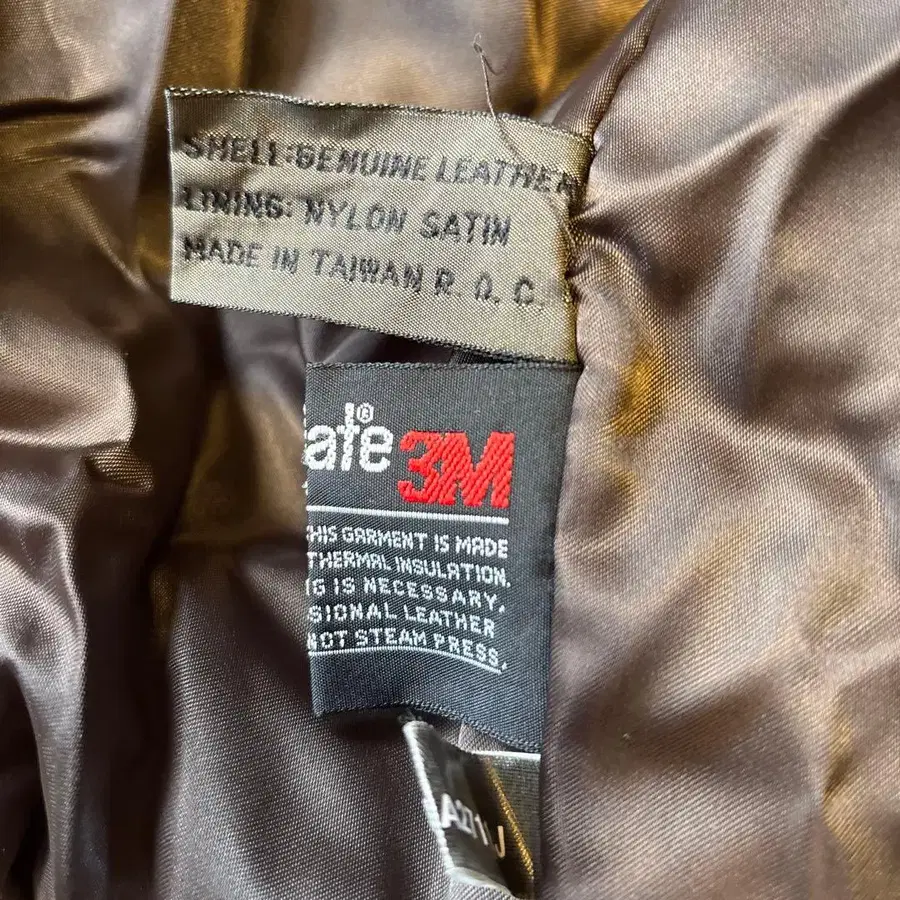 SHELL:GENUINE LEATHER
LINING: NYLON SATIN
MADE IN TAIWAN R. O. C.
afe® 3M
HIS GARMENT IS MADE
THERMAL INSULATION.
G IS NECESSARY,
SIONAL LEATHER
NOT STEAM PRESS.